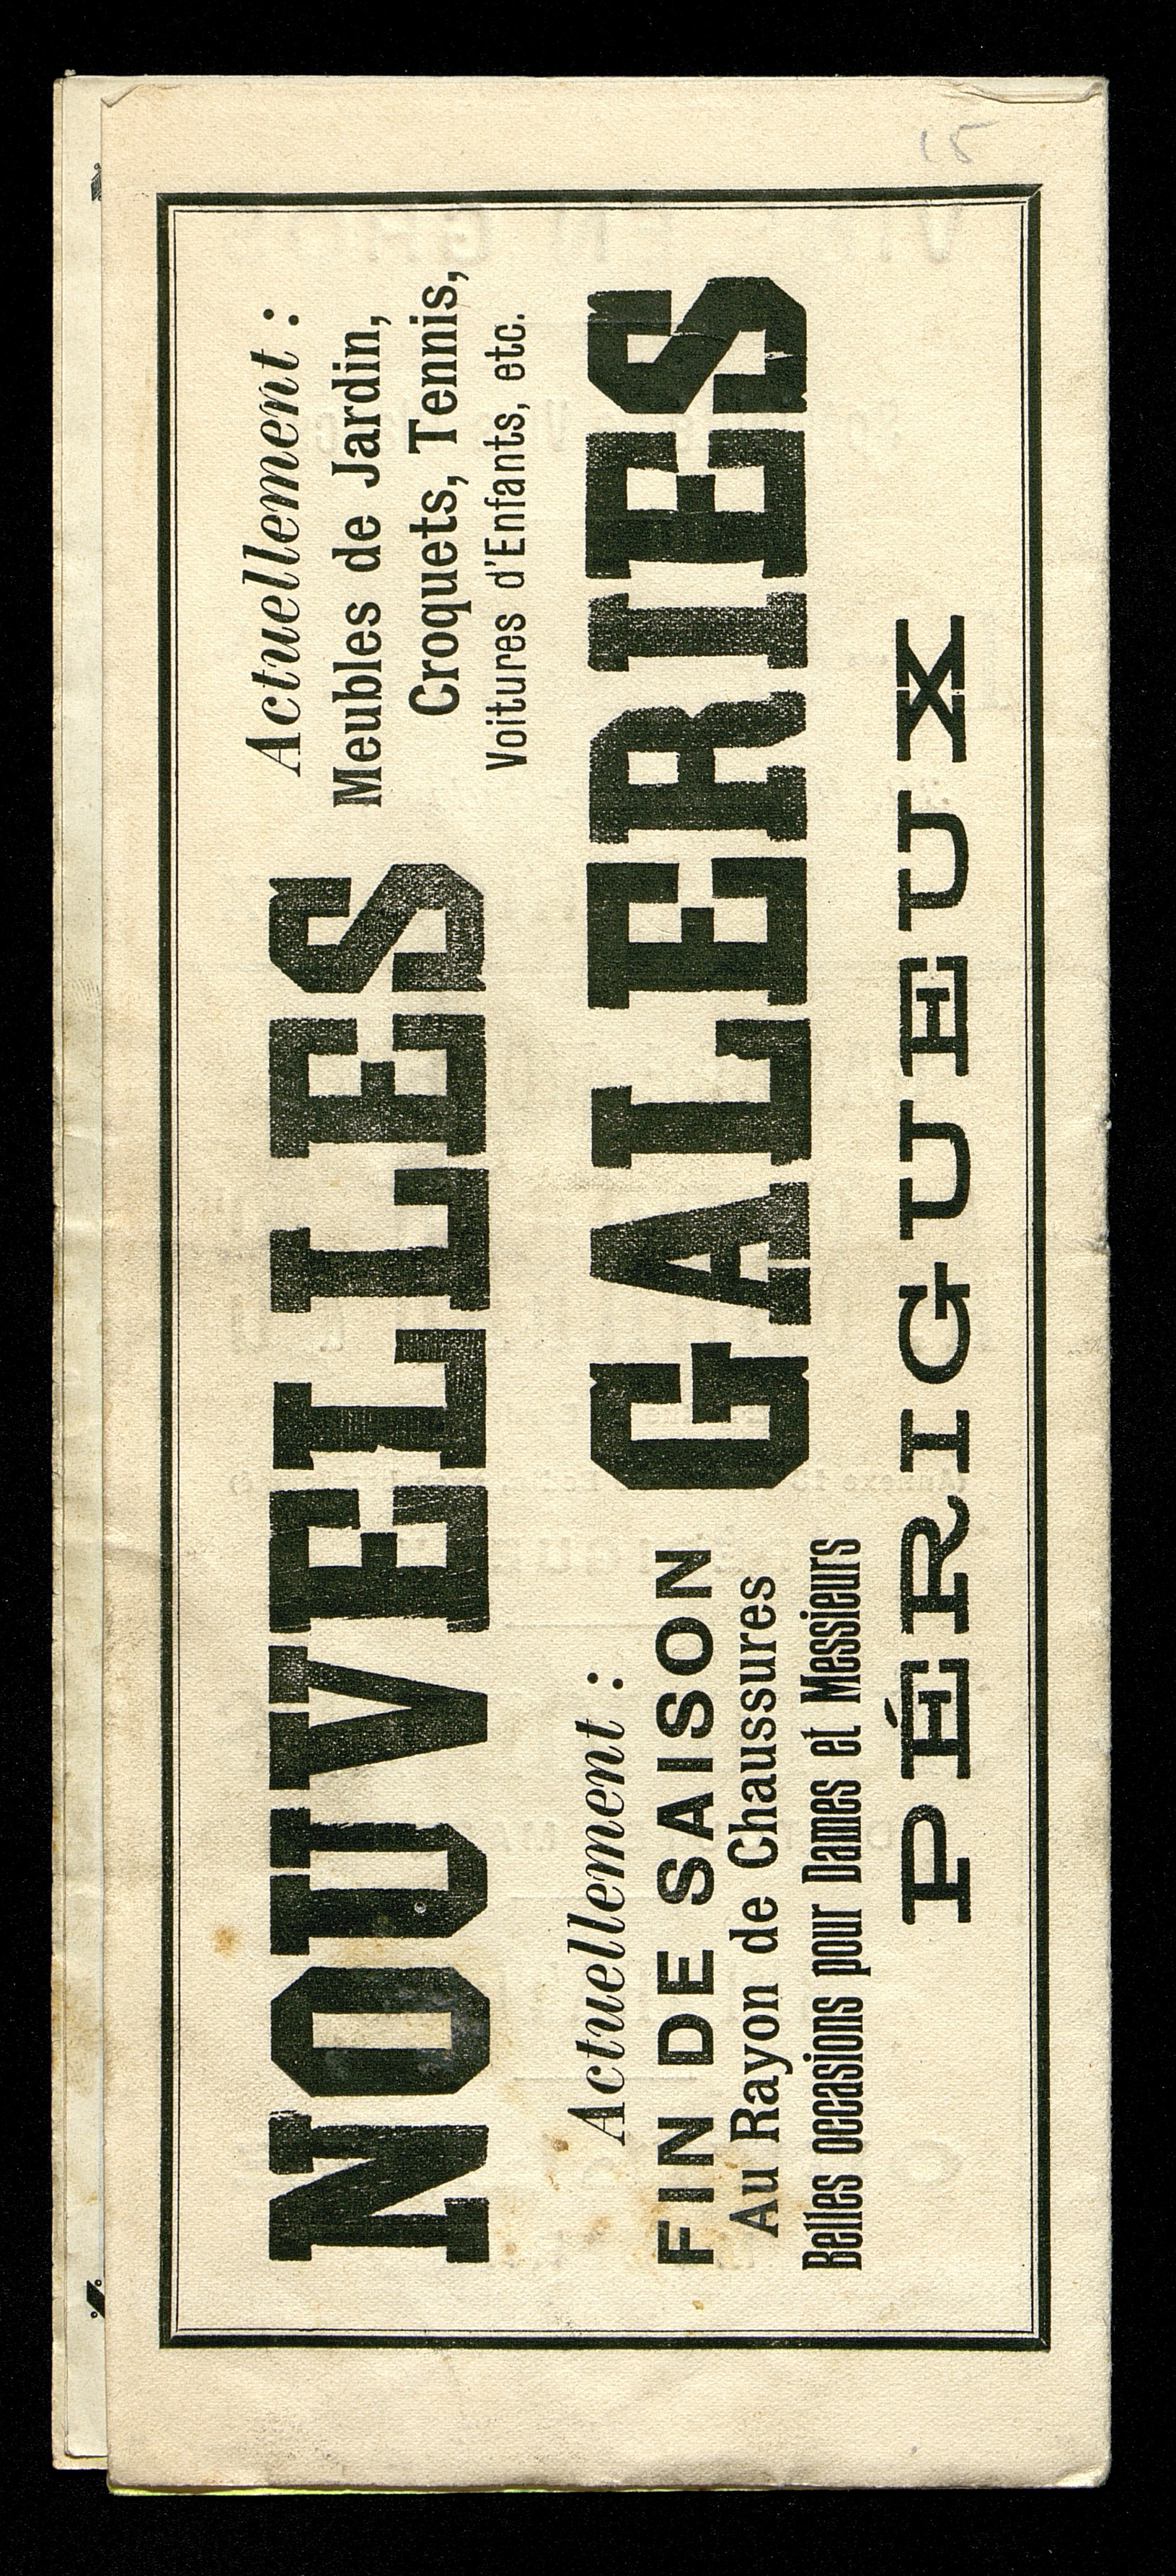 NOUVELLES
Actuellement :
Meubles de Jardin,
Croquets, Tennis,
Voitures d'Enfants, etc.
Actuellement :
FIN DE SAISON
Au Rayon de Chaussures
Belles occasions pour Dames et Messieurs
GALERIES
PÉRIGUEUX
15